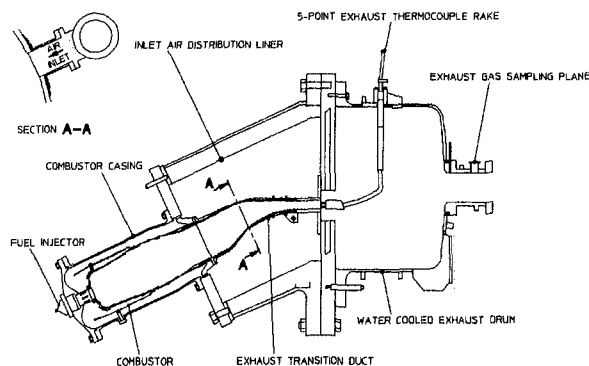 5-POINT EXHAUST THERMOCOUPLE RAKE
AIR
INLET
INLET AIR DISTRIBUTION LINER
EXHAUST GAS SAMPLING PLANE
SECTION A-A
COMBUSTOR CASING
A
FUEL INJECTOR
A
WATER COOLED EXHAUST DRUM
COMBUSTOR
EXHAUST TRANSITION DUCT